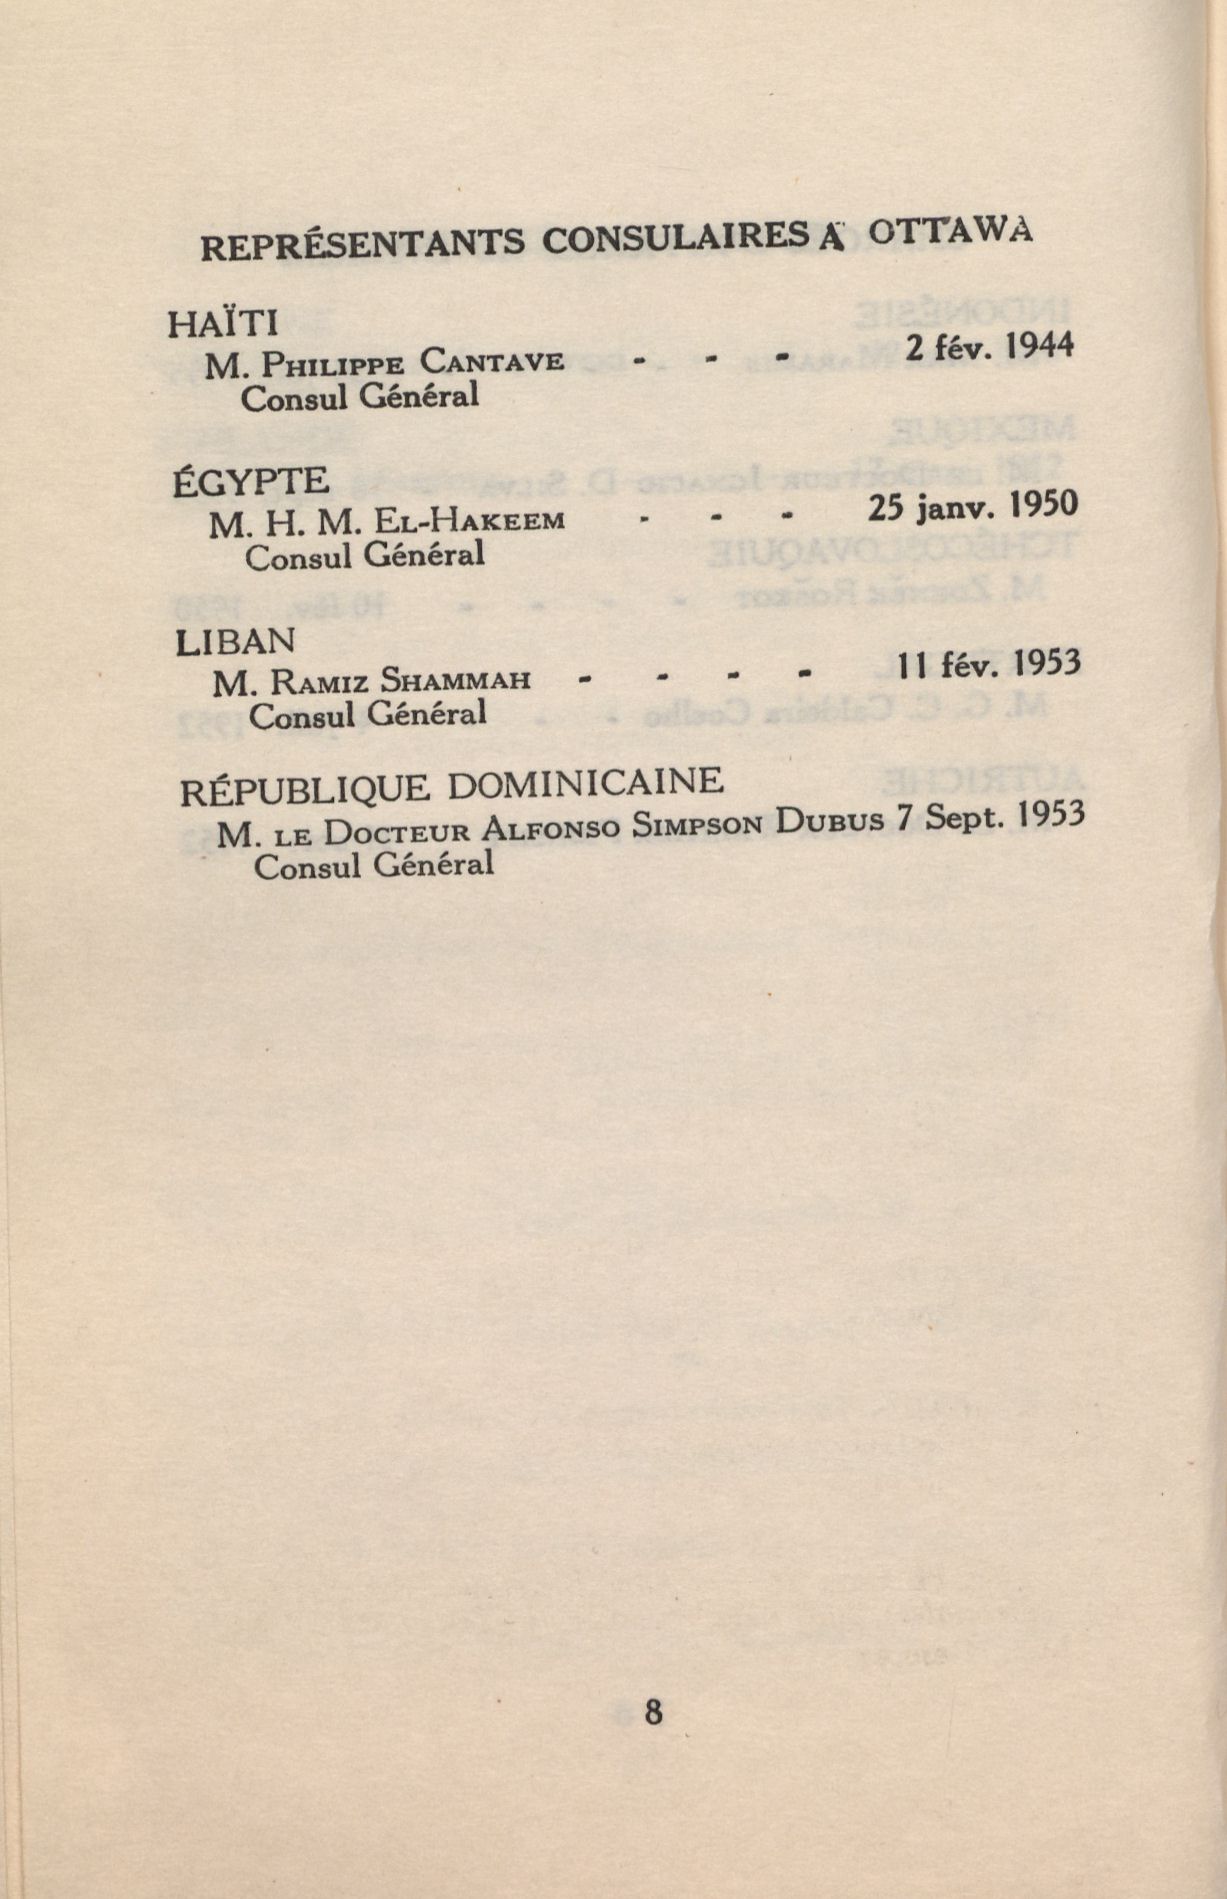 REPRÉSENTANTS CONSULAIRES À OTTAWA
HAÏTI
M. PHILIPPE CANTAVE - - - 2 fév. 1944
Consul Général
ÉGYPTE
M. H. M. EL-HAKEEM - - - 25 janv. 1950
Consul Général
LIBAN
M. RAMIZ SHAMMAH - - - - 11 fév. 1953
Consul Général
RÉPUBLIQUE DOMINICAINE
M. LE DOCTEUR ALFONSO SIMPSON DUBUS 7 Sept. 1953
Consul Général
8